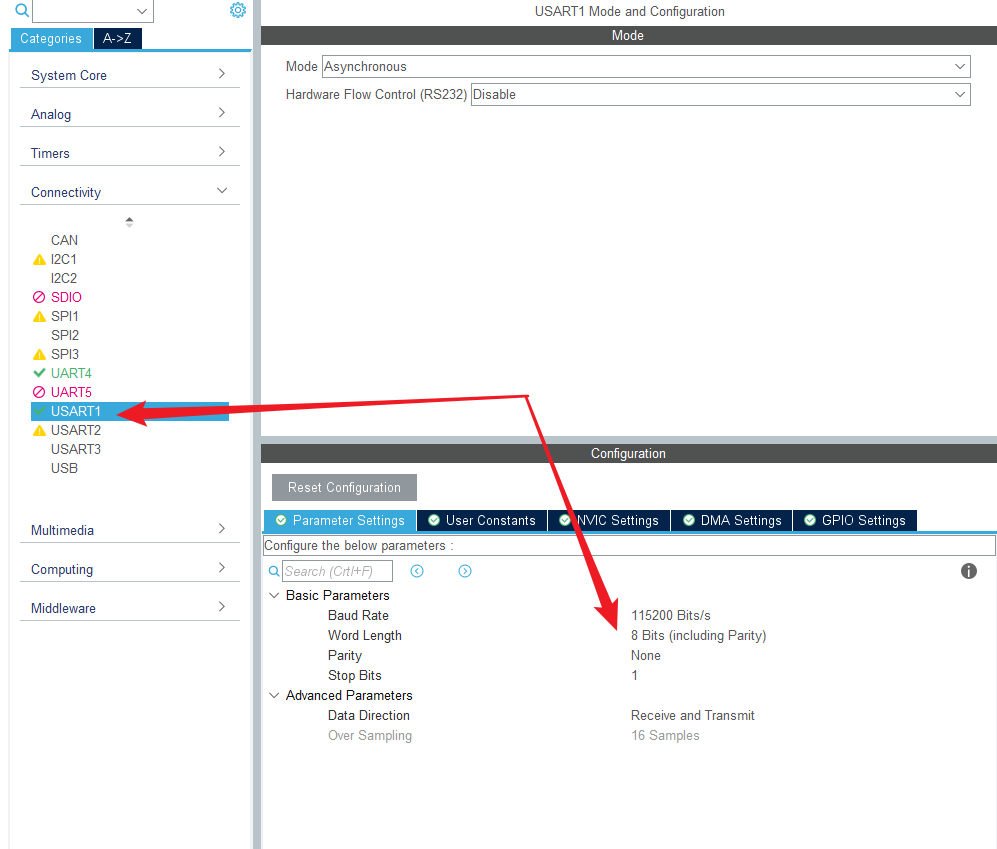 USART1 Mode and Configuration
Categories A->Z
Mode
System Core
Mode Asynchronous
Hardware Flow Control (RS232) Disable
Analog
Timers
Connectivity
CAN
I2C1
I2C2
SDIO
SPI1
SPI2
SPI3
UART4
UART5
USART1
USART2
USART3
USB
Multimedia
Computing
Middleware
Configuration
Reset Configuration
Parameter Settings User Constants NVIC Settings DMA Settings GPIO Settings
Configure the below parameters :
Search (Crtl+F)
Basic Parameters
Baud Rate 115200 Bits/s
Word Length 8 Bits (including Parity)
Parity None
Stop Bits 1
Advanced Parameters
Data Direction Receive and Transmit
Over Sampling 16 Samples